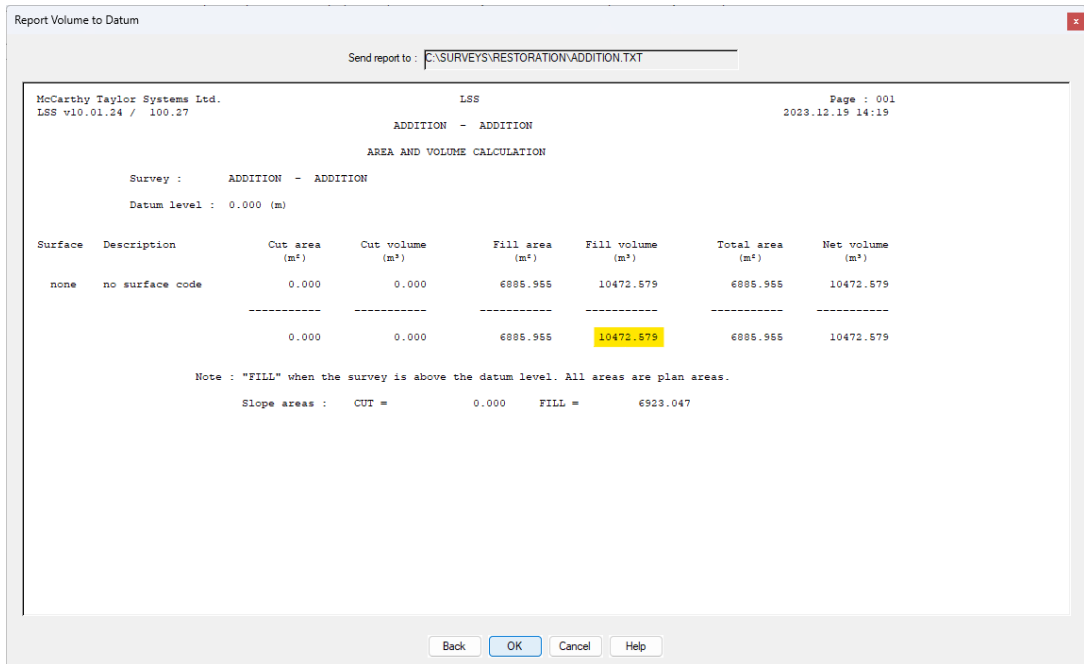 Report Volume to Datum
x
Send report to : C:\SURVEYS\RESTORATION\ADDITION.TXT
McCarthy Taylor Systems Ltd. LSS Page : 001
LSS v10.01.24 / 100.27 2023.12.19 14:19
ADDITION - ADDITION
AREA AND VOLUME CALCULATION
Survey : ADDITION - ADDITION
Datum level : 0.000 (m)
Surface Description Cut area Cut volume Fill area Fill volume Total area Net volume
(m²) (m³) (m²) (m³) (m²) (m³)
none no surface code 0.000 0.000 6885.955 10472.579 6885.955 10472.579
----------- ----------- ----------- ----------- ----------- -----------
0.000 0.000 6885.955 10472.579 6885.955 10472.579
Note : "FILL" when the survey is above the datum level. All areas are plan areas.
Slope areas : CUT = 0.000 FILL = 6923.047
Back OK Cancel Help